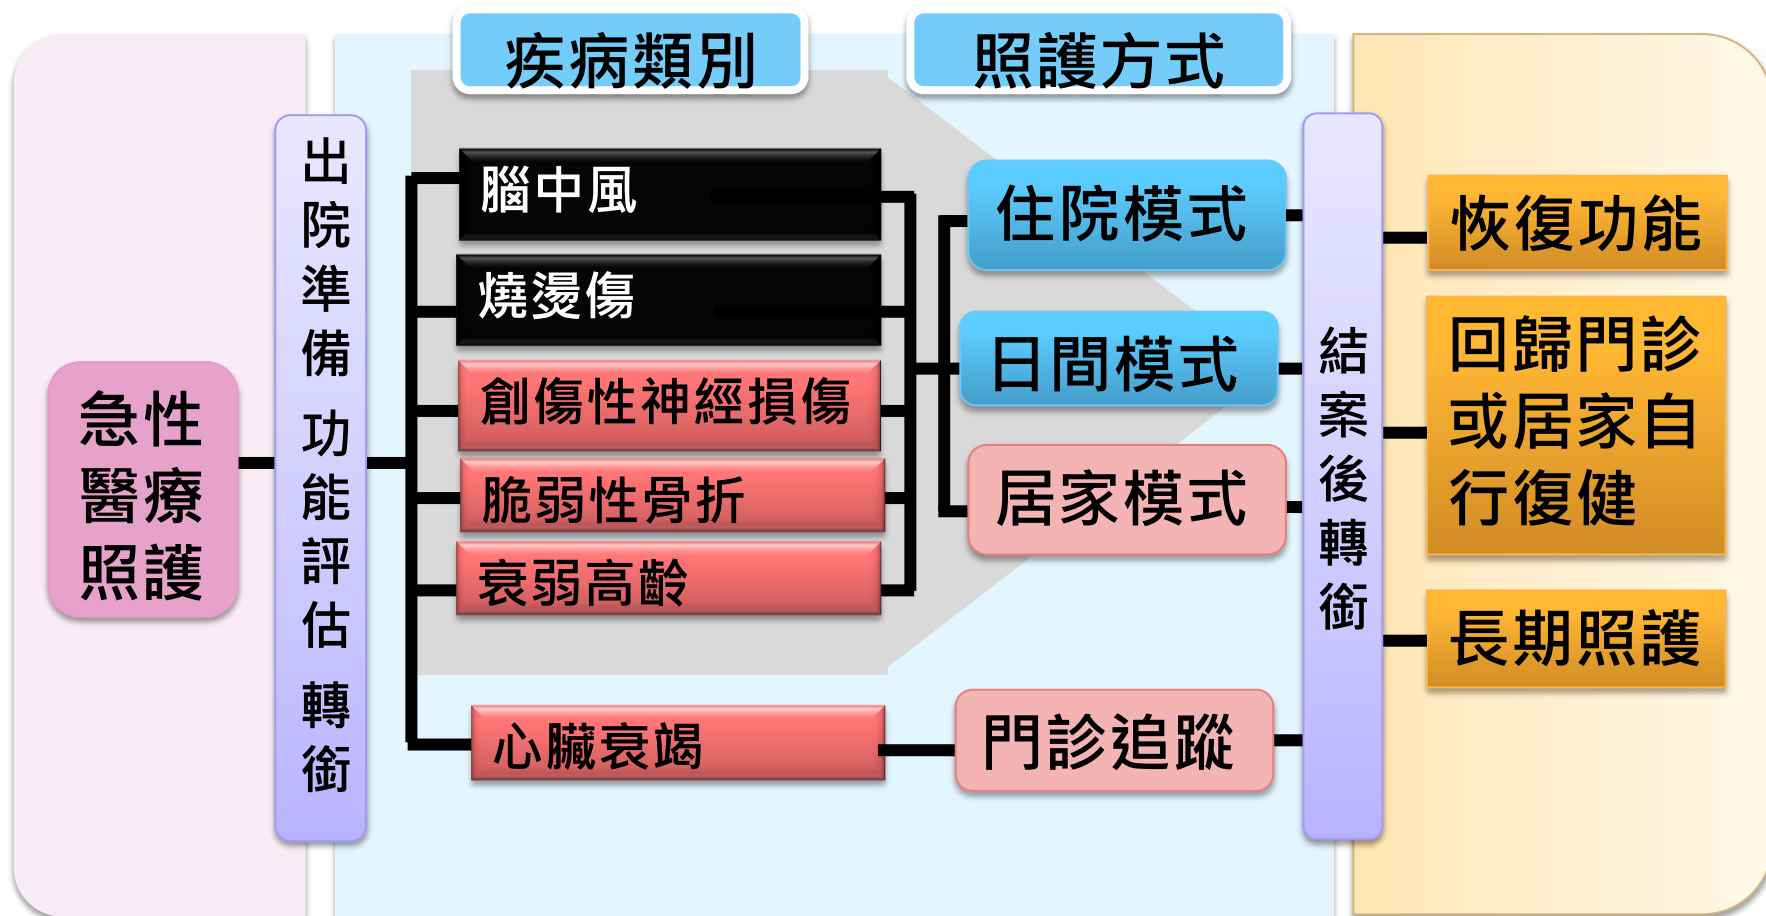 疾病類別
照護方式
急性
醫療
照護
出院準備 功能評估 轉銜
腦中風
燒燙傷
創傷性神經損傷
脆弱性骨折
衰弱高齡
心臟衰竭
住院模式
日間模式
居家模式
門診追蹤
結案後轉銜
恢復功能
回歸門診
或居家自
行復健
長期照護